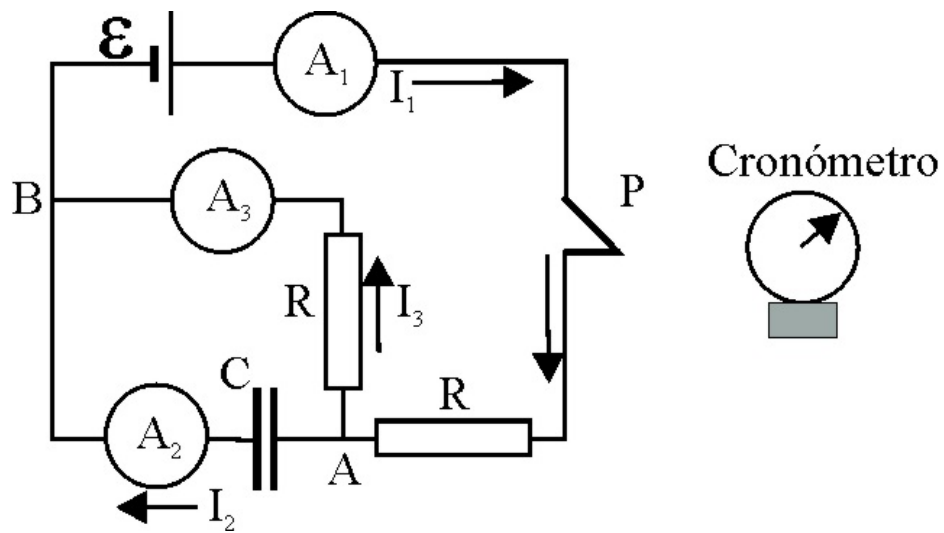 ε
A₁
I₁
Cronómetro
B
A₃
P
R
I₃
C
R
A₂
A
I₂